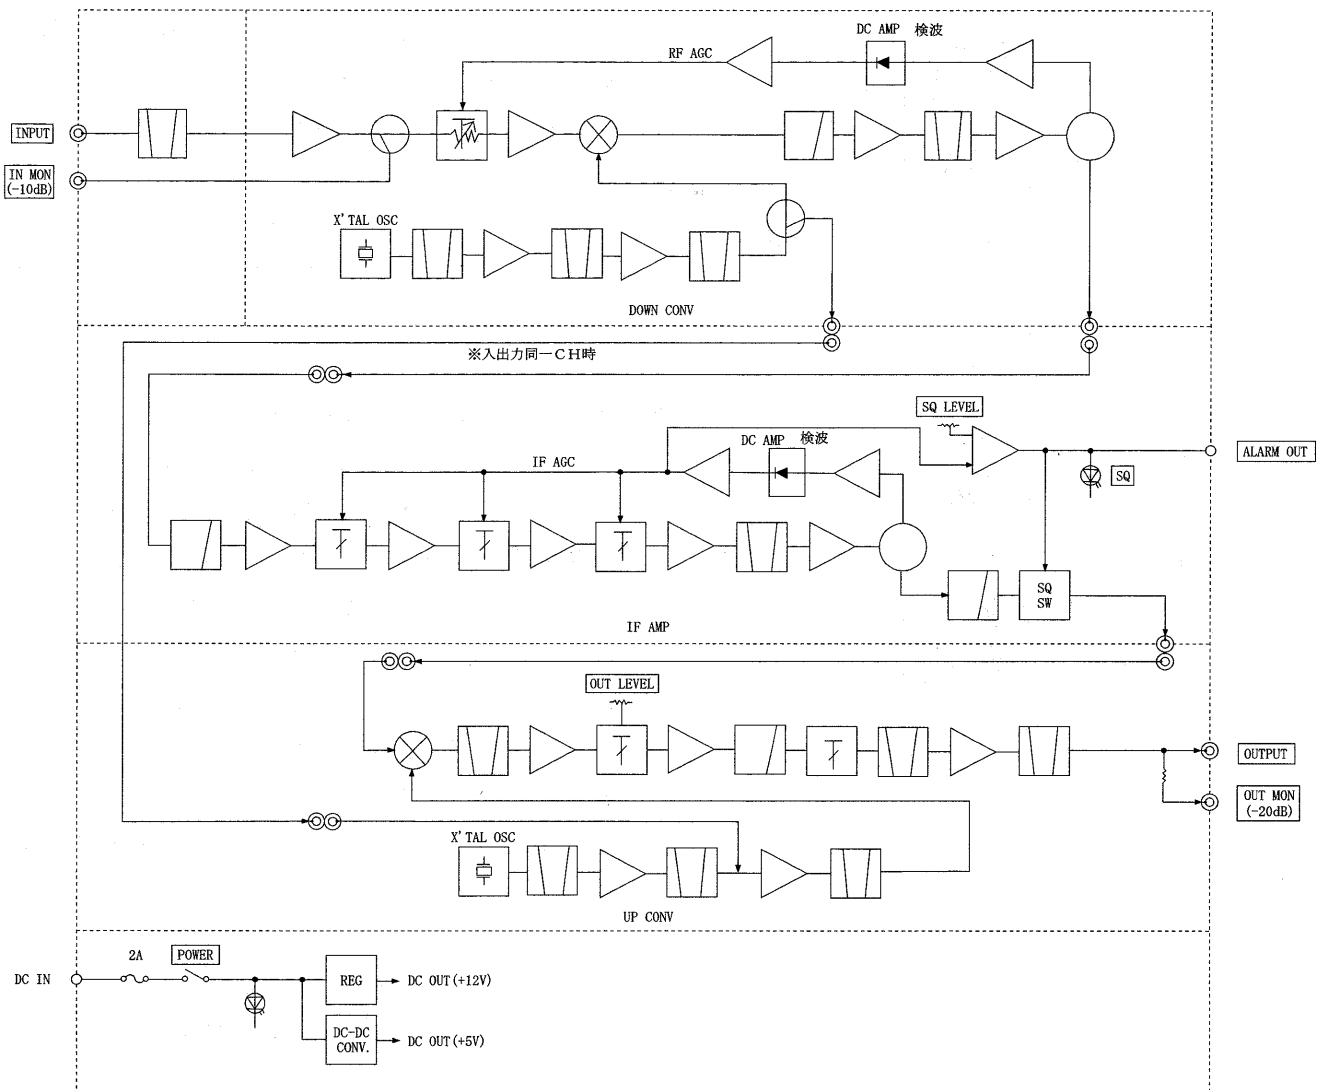 DC AMP 検波
RF AGC
INPUT
IN MON
(-10dB)
X'TAL OSC
DOWN CONV
※入出力同一CH時
SQ LEVEL
DC AMP 検波
IF AGC
ALARM OUT
SQ
SQ
SW
IF AMP
OUT LEVEL
OUTPUT
OUT MON
(-20dB)
X'TAL OSC
UP CONV
2A
POWER
DC IN
REG
DC OUT(+12V)
DC-DC
CONV.
DC OUT(+5V)